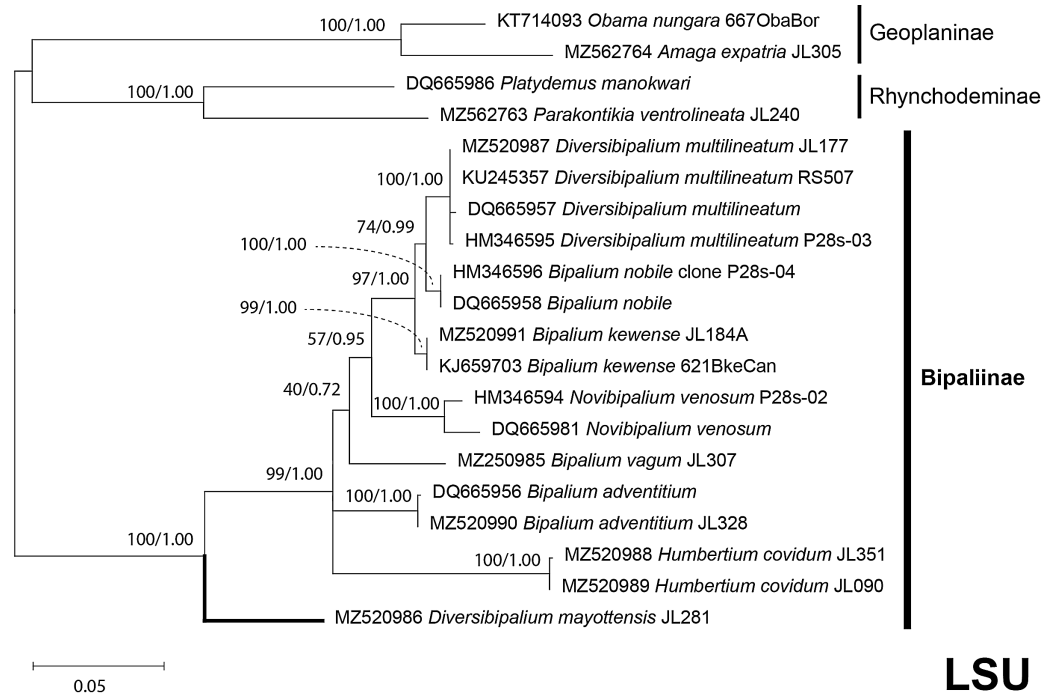 100/1.00
KT714093 Obama nungara 667ObaBor
MZ562764 Amaga expatria JL305
Geoplaninae
100/1.00
DQ665986 Platydemus manokwari
MZ562763 Parakontikia ventrolineata JL240
Rhynchodeminae
MZ520987 Diversibipalium multilineatum JL177
100/1.00
KU245357 Diversibipalium multilineatum RS507
DQ665957 Diversibipalium multilineatum
74/0.99
HM346595 Diversibipalium multilineatum P28s-03
100/1.00
HM346596 Bipalium nobile clone P28s-04
97/1.00
DQ665958 Bipalium nobile
99/1.00
MZ520991 Bipalium kewense JL184A
57/0.95
KJ659703 Bipalium kewense 621BkeCan
Bipaliinae
40/0.72
HM346594 Novibipalium venosum P28s-02
100/1.00
DQ665981 Novibipalium venosum
MZ250985 Bipalium vagum JL307
99/1.00
DQ665956 Bipalium adventitium
100/1.00
MZ520990 Bipalium adventitium JL328
100/1.00
MZ520988 Humbertium covidum JL351
100/1.00
MZ520989 Humbertium covidum JL090
MZ520986 Diversibipalium mayottensis JL281
0.05
LSU